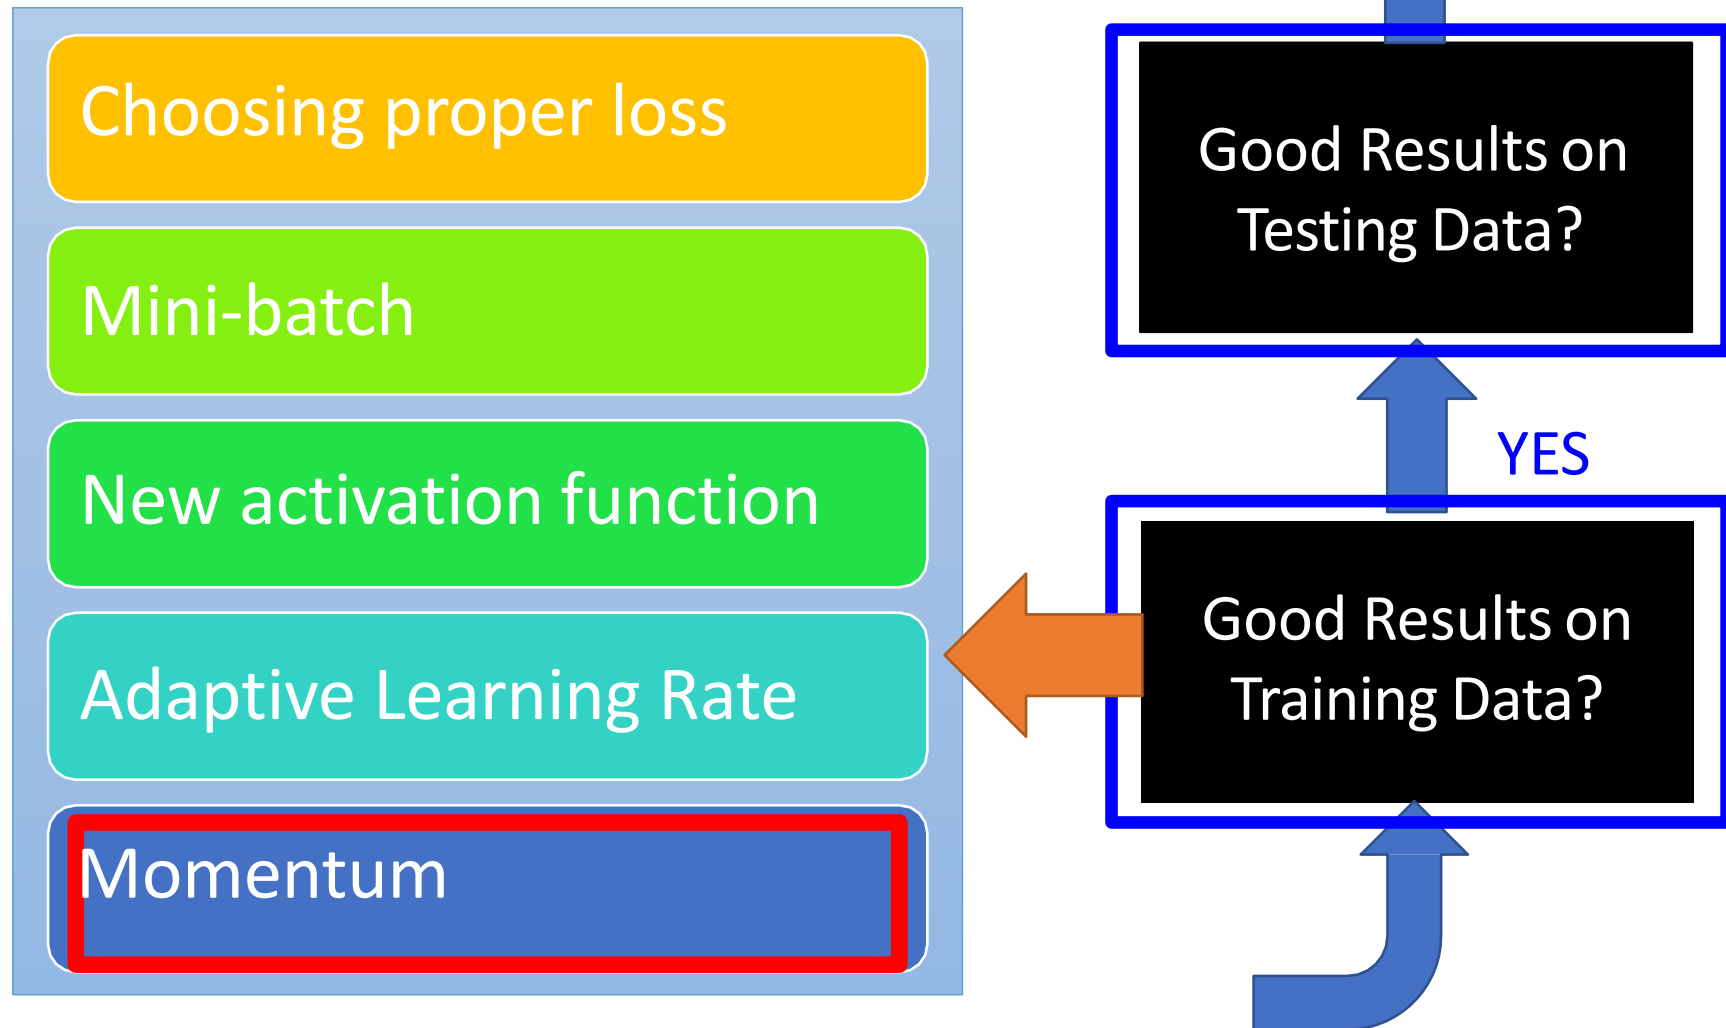 Choosing proper loss
Mini-batch
New activation function
Adaptive Learning Rate
Momentum
Good Results on
Testing Data?
YES
Good Results on
Training Data?